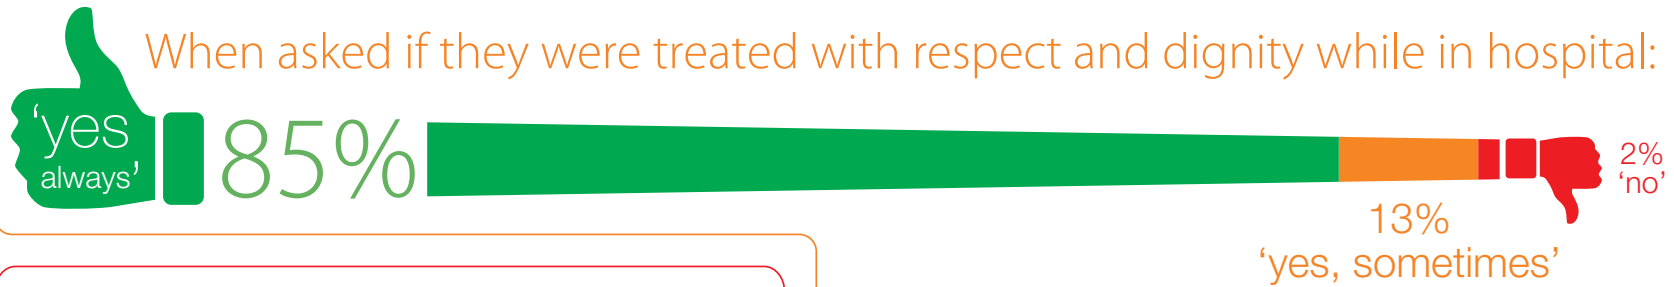 When asked if they were treated with respect and dignity while in hospital:
‘yes
always’
85%
13%
‘yes, sometimes’
2%
‘no’